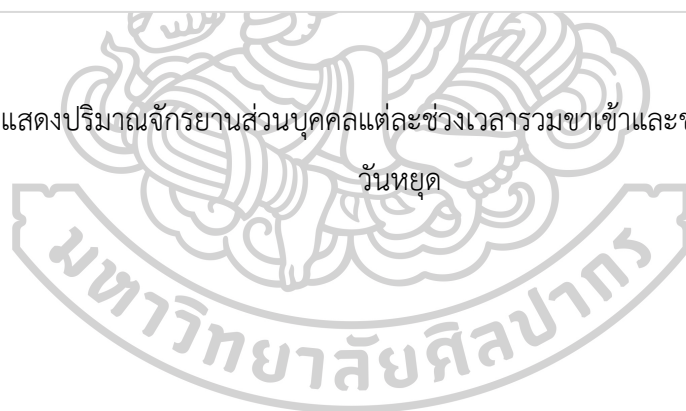 แสดงปริมาณจักรยานส่วนบุคคลแต่ละช่วงเวลารวมขาเข้าและ
วันหยุด
มหาวิทยาลัยศิลปากร